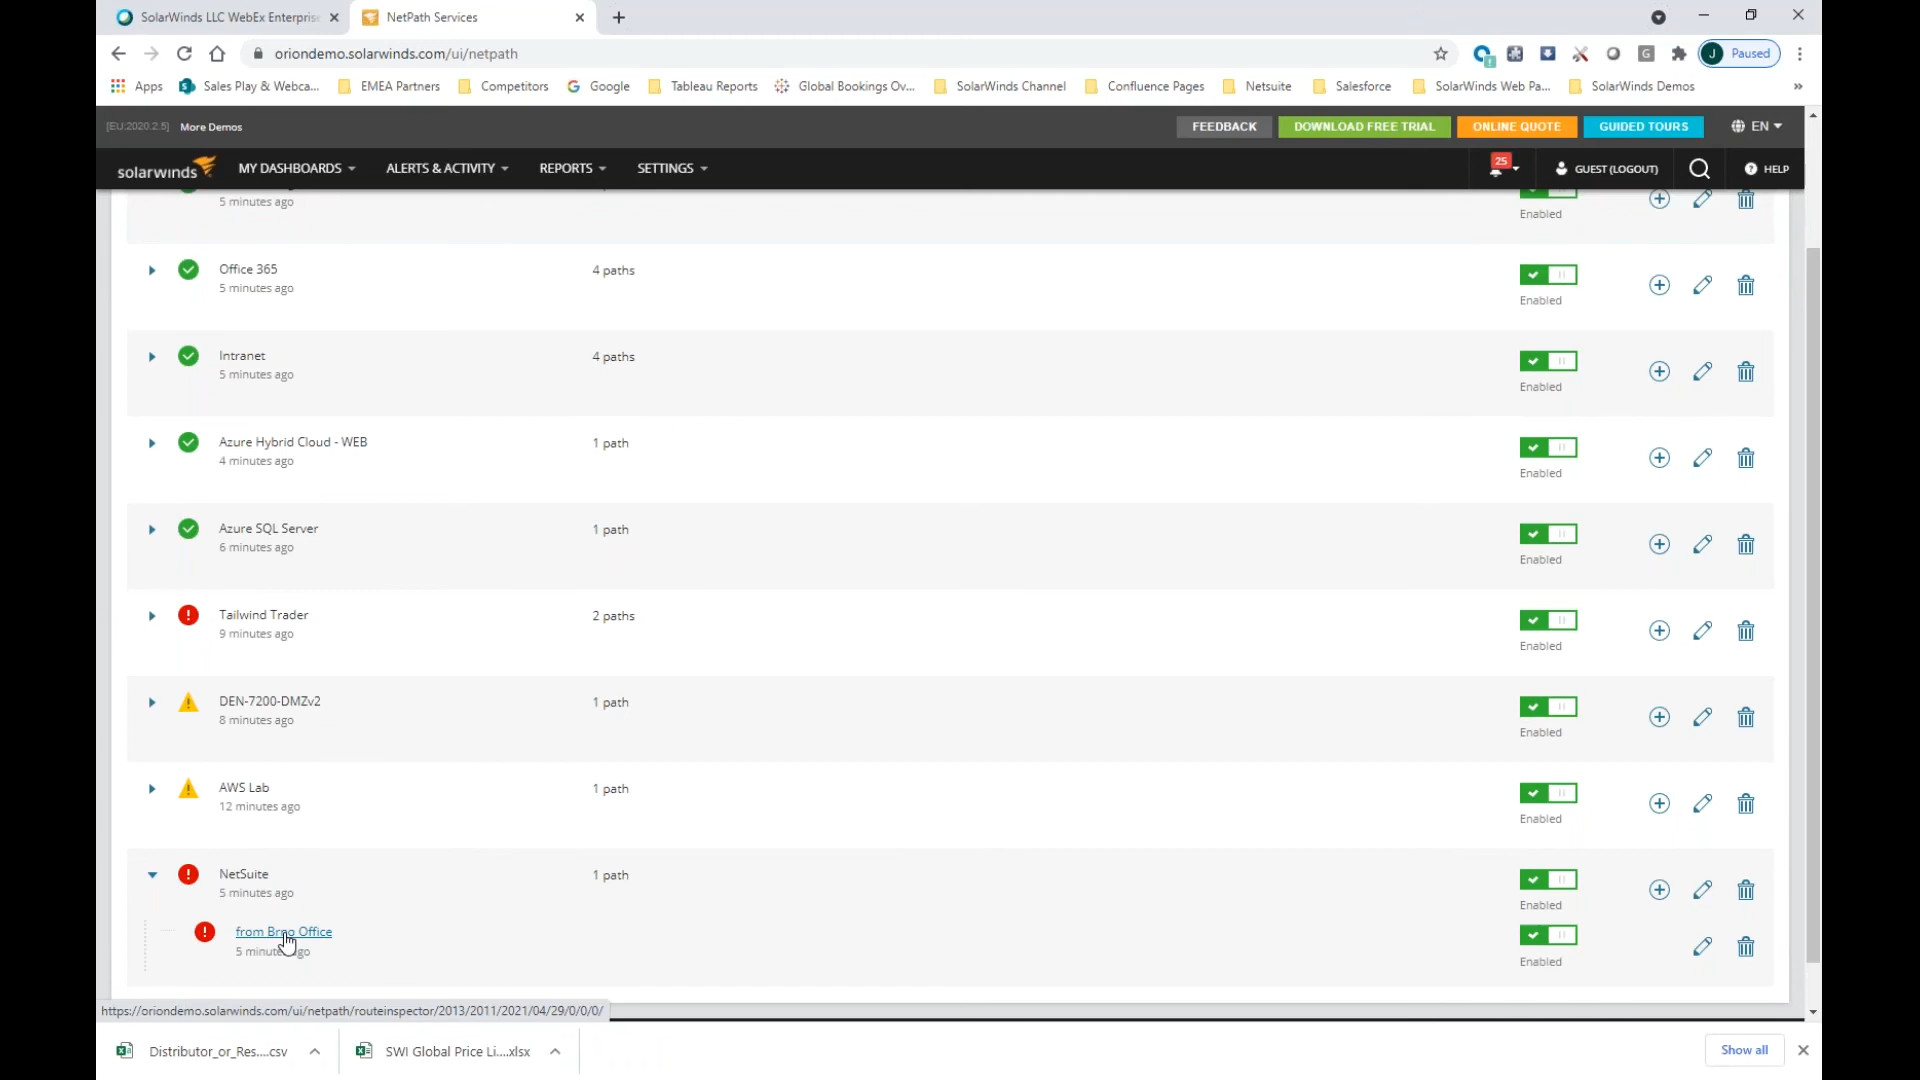 SolarWinds LLC WebEx Enterpris
NetPath Services
oriondemo.solarwinds.com/ui/netpath
J Paused
Apps
Sales Play & Webca...
EMEA Partners
Competitors
Google
Tableau Reports
Global Bookings Ov...
SolarWinds Channel
Confluence Pages
Netsuite
Salesforce
SolarWinds Web Pa...
SolarWinds Demos
»
[EU:2020.2.5] More Demos
FEEDBACK
DOWNLOAD FREE TRIAL
ONLINE QUOTE
GUIDED TOURS
EN
solarwinds
MY DASHBOARDS
ALERTS & ACTIVITY
REPORTS
SETTINGS
25
GUEST (LOGOUT)
? HELP
5 minutes ago
Enabled
Office 365
4 paths
5 minutes ago
Enabled
Intranet
4 paths
5 minutes ago
Enabled
Azure Hybrid Cloud - WEB
1 path
4 minutes ago
Enabled
Azure SQL Server
1 path
6 minutes ago
Enabled
Tailwind Trader
2 paths
9 minutes ago
Enabled
DEN-7200-DMZv2
1 path
8 minutes ago
Enabled
AWS Lab
1 path
12 minutes ago
Enabled
NetSuite
1 path
5 minutes ago
Enabled
from Brno Office
5 minutes ago
Enabled
https://oriondemo.solarwinds.com/ui/netpath/routeinspector/2013/2011/2021/04/29/0/0/0/
Distributor_or_Res....csv
SWI Global Price Li....xlsx
Show all